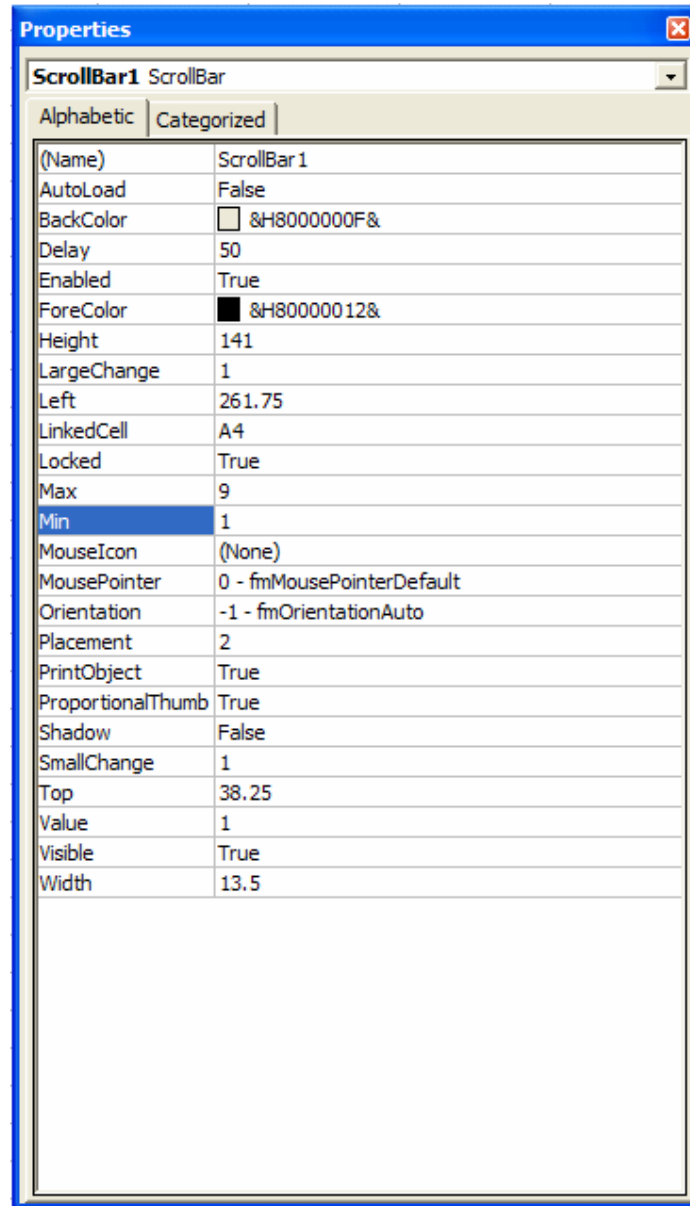 Properties
ScrollBar1 ScrollBar
Alphabetic Categorized
(Name) ScrollBar1
AutoLoad False
BackColor &H8000000F&
Delay 50
Enabled True
ForeColor &H80000012&
Height 141
LargeChange 1
Left 261.75
LinkedCell A4
Locked True
Max 9
Min 1
MouseIcon (None)
MousePointer 0 - fmMousePointerDefault
Orientation -1 - fmOrientationAuto
Placement 2
PrintObject True
ProportionalThumb True
Shadow False
SmallChange 1
Top 38.25
Value 1
Visible True
Width 13.5